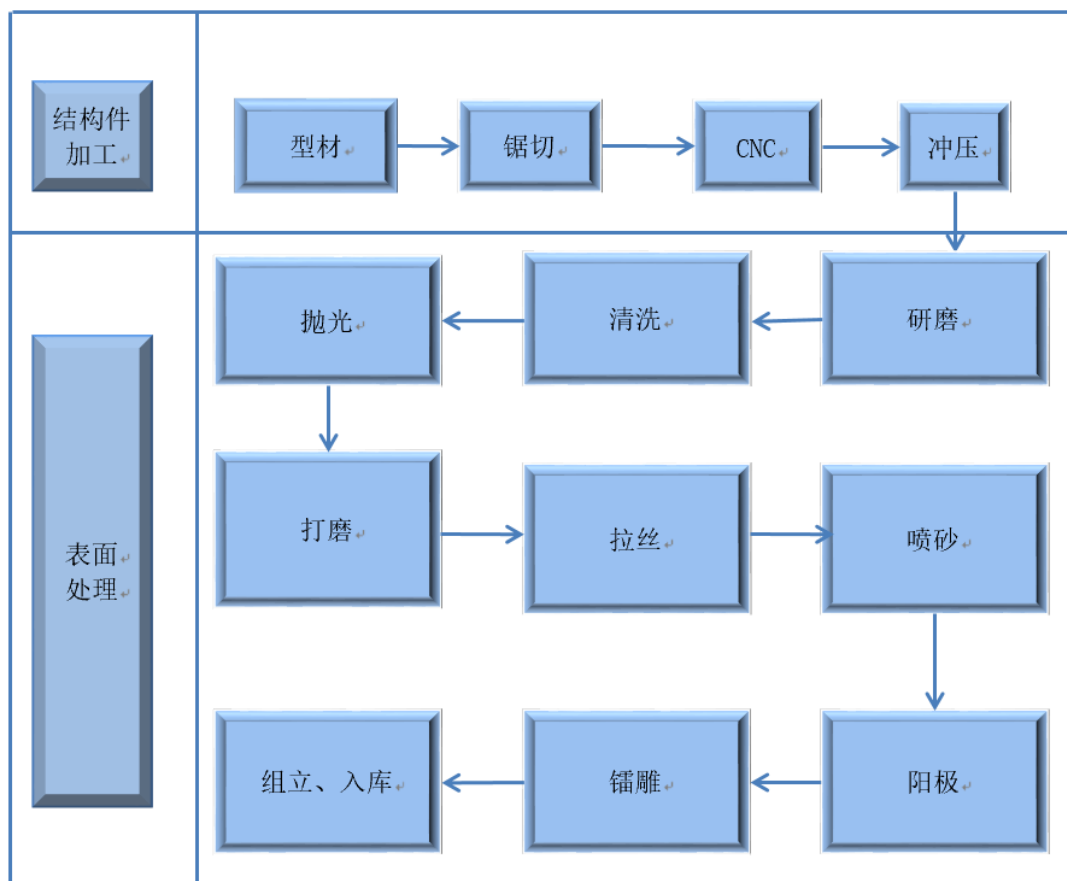 结构件
加工
型材
锯切
CNC
冲压
抛光
清洗
研磨
表面
处理
打磨
拉丝
喷砂
组立、入库
镭雕
阳极